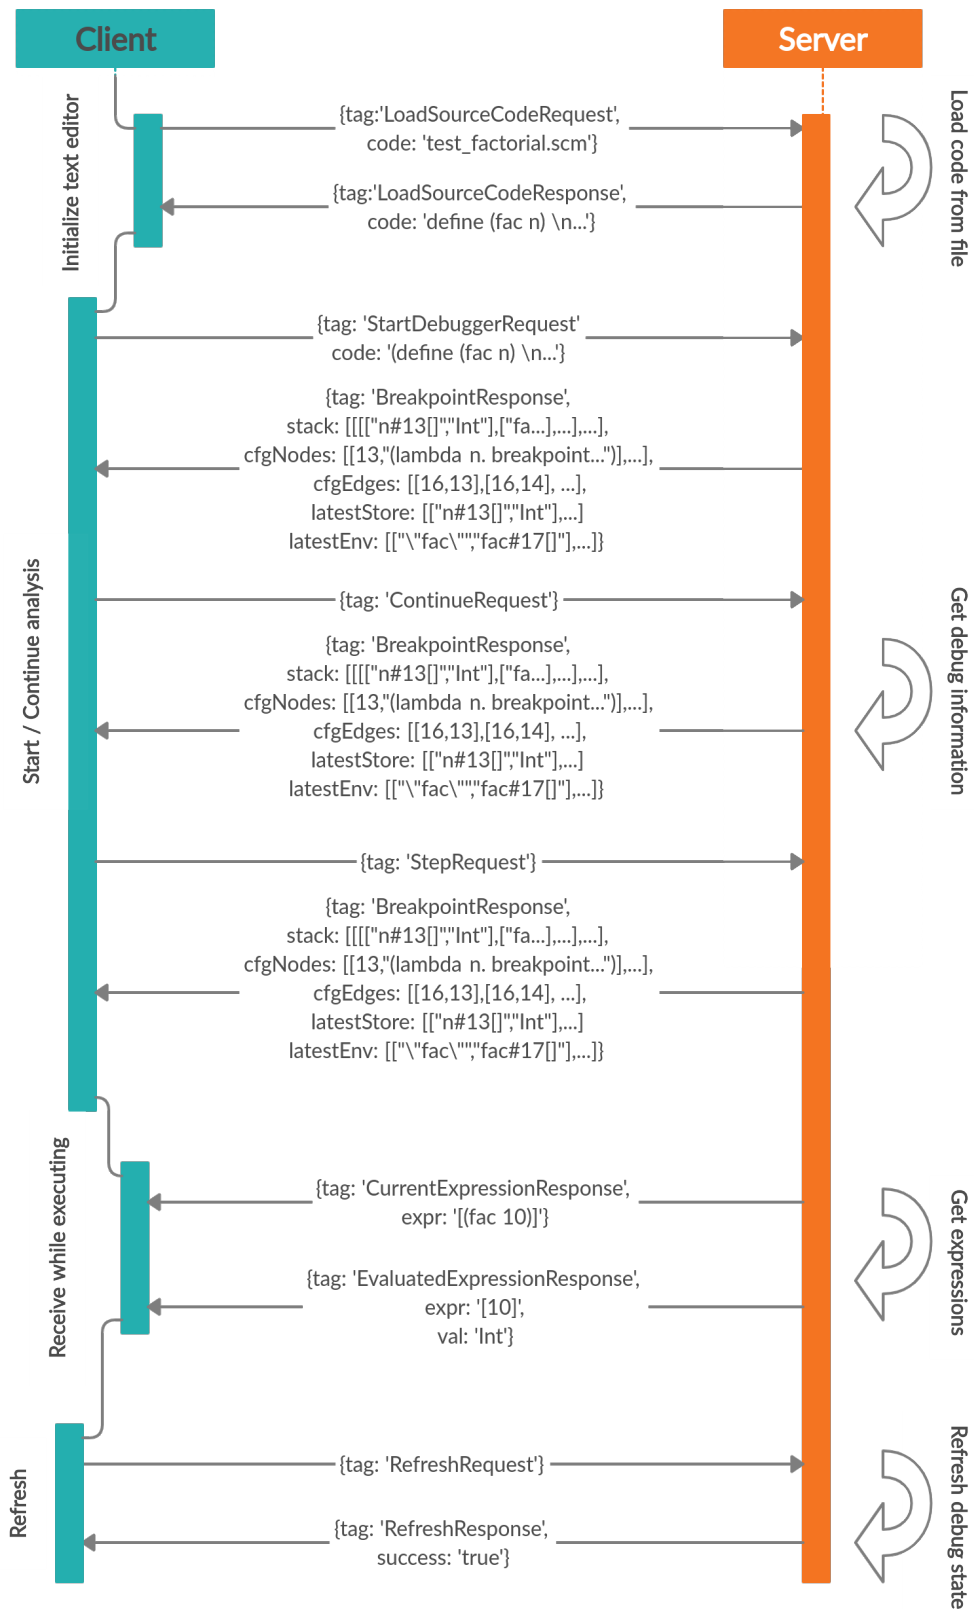 Client
Server
Initialize text editor
Load code from file
{tag:'LoadSourceCodeRequest',
code: 'test_factorial.scm'}
{tag:'LoadSourceCodeResponse,
code: 'define (fac n) \n...'}
Start / Continue analysis
Get debug information
{tag: 'StartDebuggerRequest'
code: '(define (fac n) \n...'}
{tag: 'BreakpointResponse',
stack: [[[["n#13[]","Int"],["fa...],...],...],
cfgNodes: [[13,"(lambda n. breakpoint...")],...],
cfgEdges: [[16,13],[16,14], ...],
latestStore: [["n#13[]","Int"],...]
latestEnv: [["\"fac\"","fac#17[]"],...]}
{tag: 'ContinueRequest'}
{tag: 'BreakpointResponse',
stack: [[[["n#13[]","Int"],["fa...],...],...],
cfgNodes: [[13,"(lambda n. breakpoint...")],...],
cfgEdges: [[16,13],[16,14], ...],
latestStore: [["n#13[]","Int"],...]
latestEnv: [["\"fac\"","fac#17[]"],...]}
{tag: 'StepRequest'}
{tag: 'BreakpointResponse',
stack: [[[["n#13[]","Int"],["fa...],...],...],
cfgNodes: [[13,"(lambda n. breakpoint...")],...],
cfgEdges: [[16,13],[16,14], ...],
latestStore: [["n#13[]","Int"],...]
latestEnv: [["\"fac\"","fac#17[]"],...]}
Receive while executing
Get expressions
{tag: 'CurrentExpressionResponse',
expr: '[(fac 10)]'}
{tag: 'EvaluatedExpressionResponse',
expr: '[10]',
val: 'Int'}
Refresh
Refresh debug state
{tag: 'RefreshRequest'}
{tag: 'RefreshResponse',
success: 'true'}